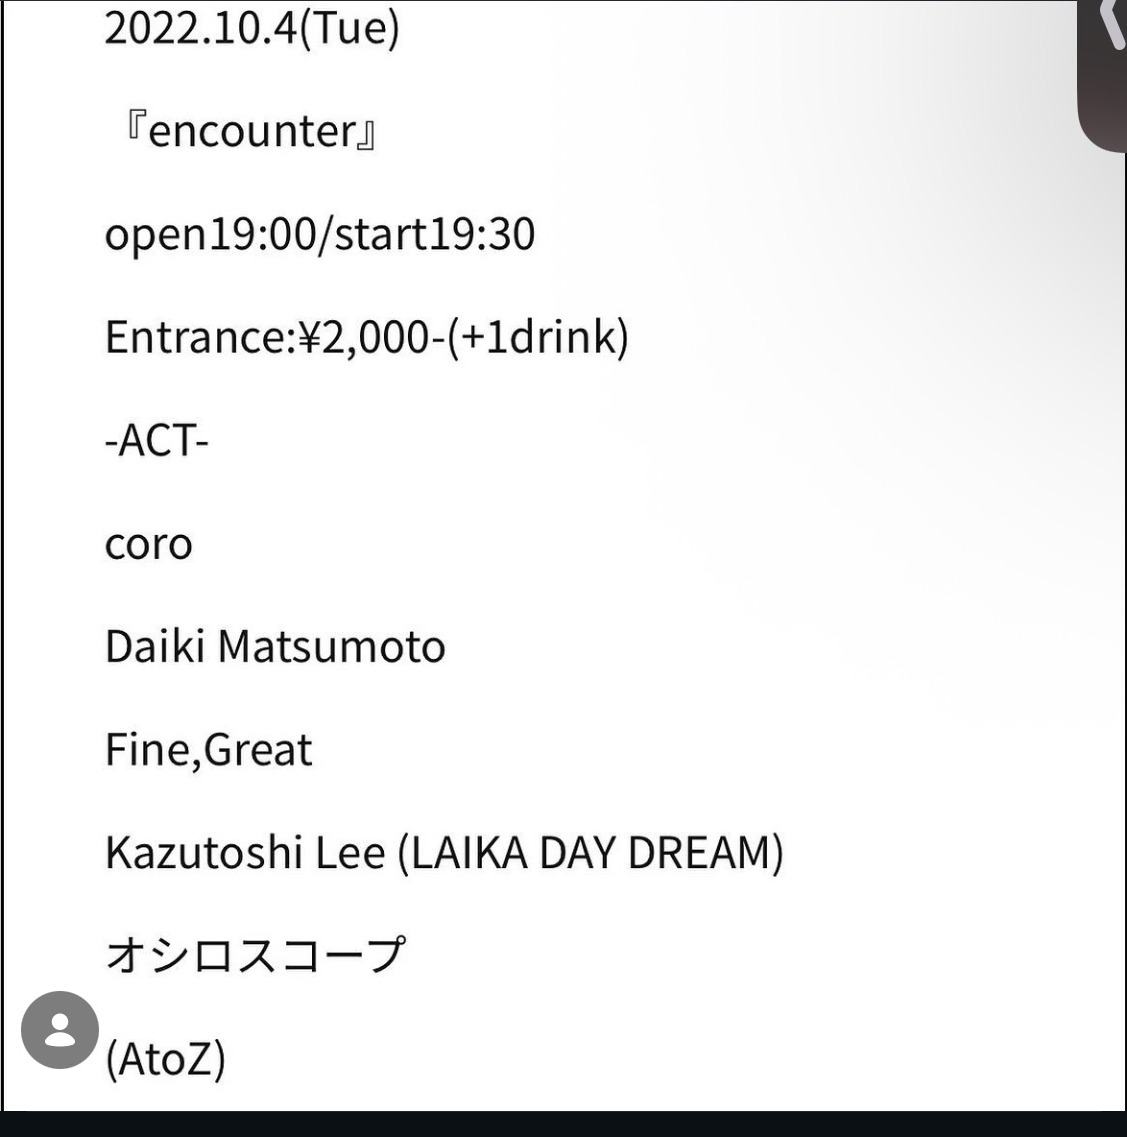 2022.10.4(Tue)
『encounter』
open19:00/start19:30
Entrance:¥2,000-(+1drink)
-ACT-
coro
Daiki Matsumoto
Fine,Great
Kazutoshi Lee (LAIKA DAY DREAM)
オシロスコープ
(AtoZ)